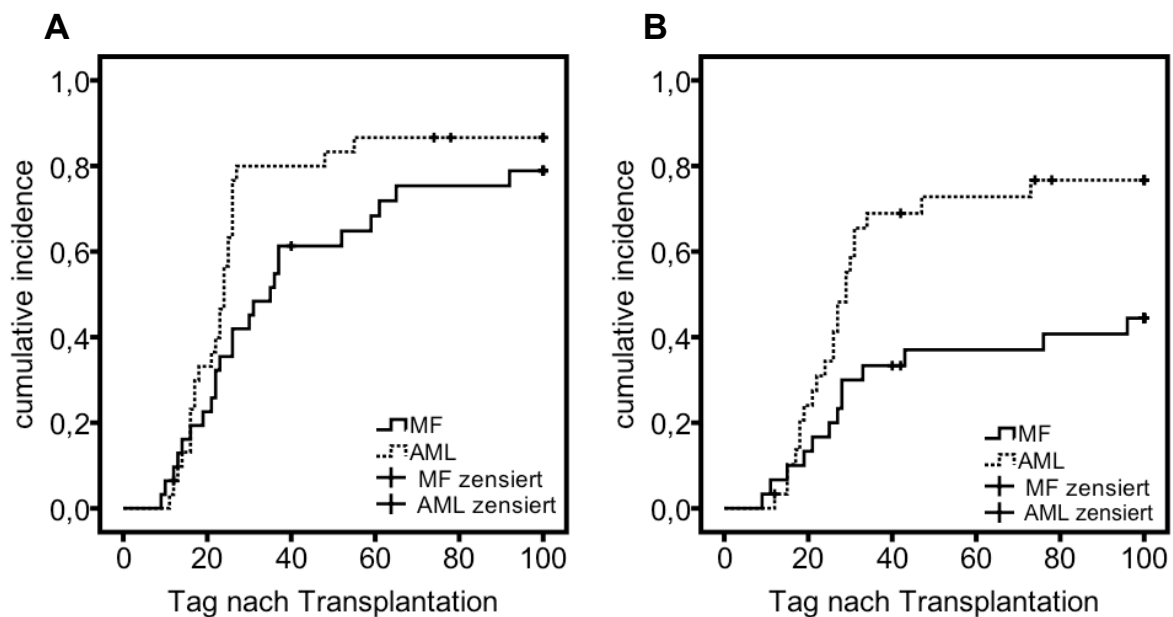 A
cumulative incidence
1,0
0,8
0,6
0,4
0,2
0,0
MF
AML
MF zensiert
AML zensiert
0 20 40 60 80 100
Tag nach Transplantation
B
cumulative incidence
1,0
0,8
0,6
0,4
0,2
0,0
MF
AML
MF zensiert
AML zensiert
0 20 40 60 80 100
Tag nach Transplantation